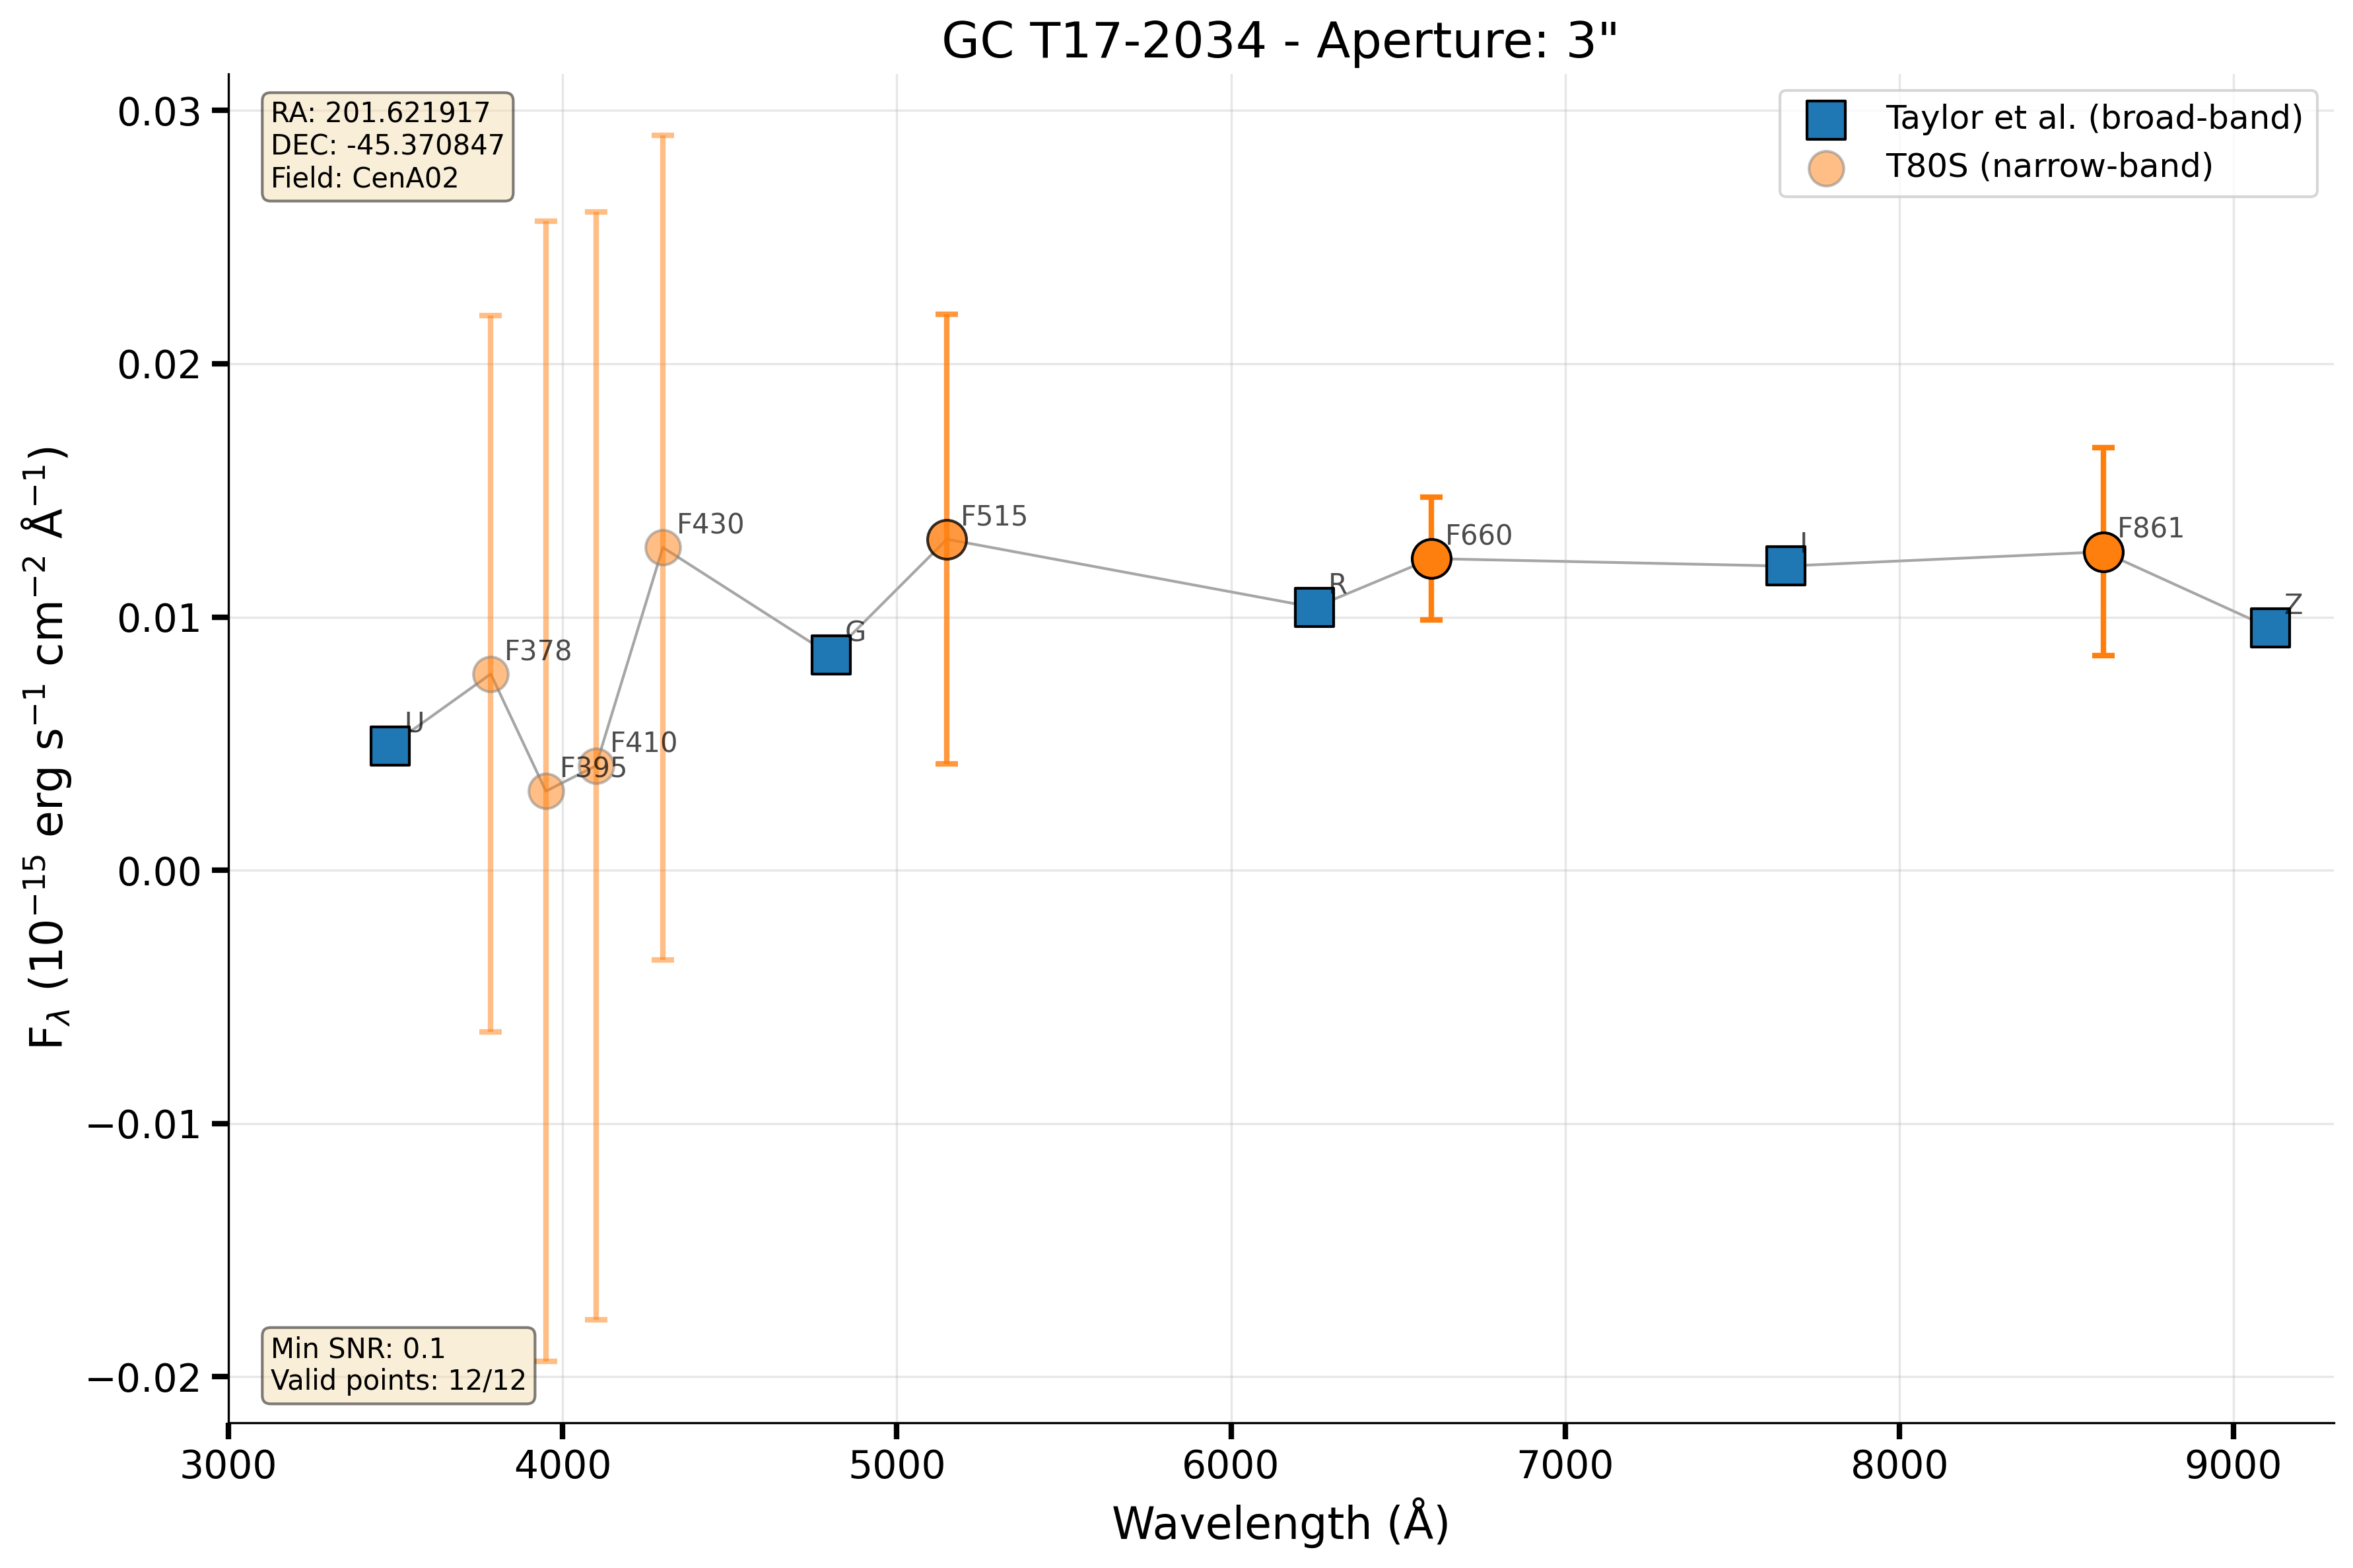 GC T17-2034 - Aperture: 3"
RA: 201.621917
DEC: -45.370847
Field: CenA02
Taylor et al. (broad-band)
T80S (narrow-band)
0.03
0.02
0.01
0.00
−0.01
−0.02
F_λ (10⁻¹⁵ erg s⁻¹ cm⁻² Å⁻¹)
U
F378
F395
F410
F430
G
F515
R
F660
I
F861
Z
Min SNR: 0.1
Valid points: 12/12
3000 4000 5000 6000 7000 8000 9000
Wavelength (Å)